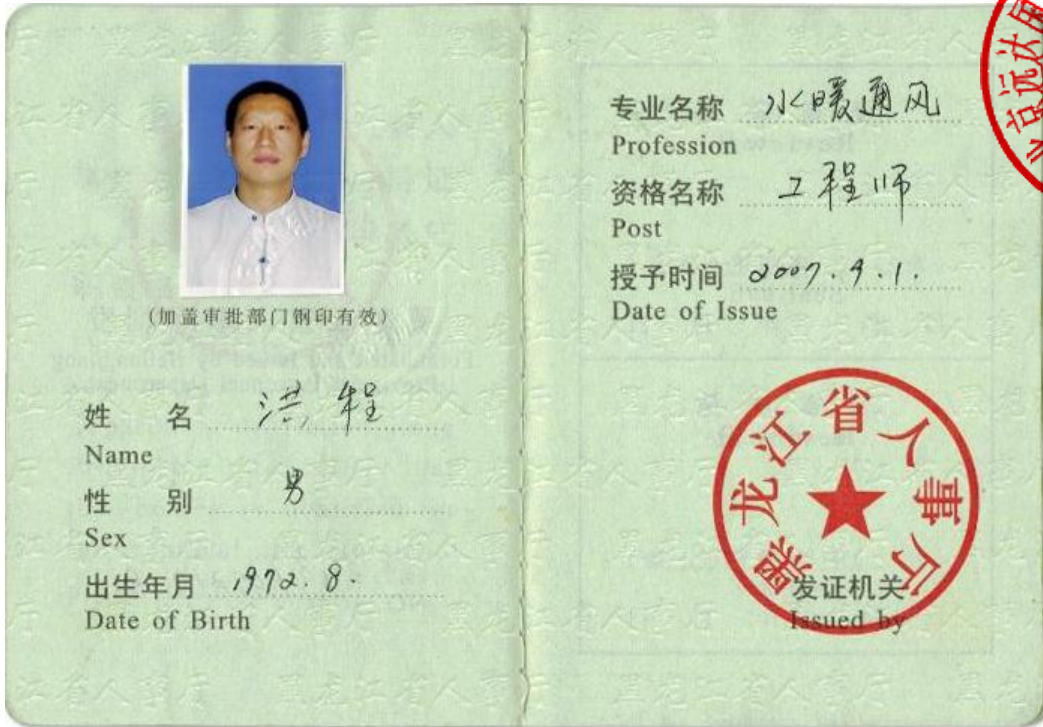 (加盖审批部门钢印有效)
姓 名 洪程
Name
性 别 男
Sex
出生年月 1972.8.
Date of Birth
专业名称 水暖通风
Profession
资格名称 工程师
Post
授予时间 2007.9.1.
Date of Issue
黑龙江省人事厅
发证机关
Issued by